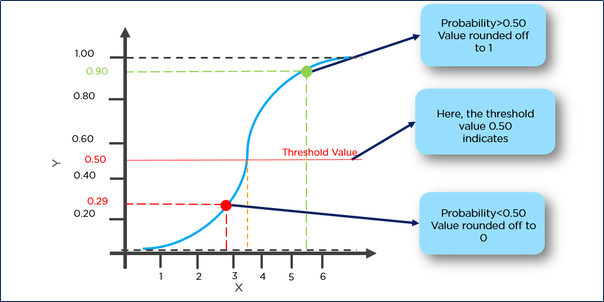 Probability>0.50
Value rounded off
to 1
1.00
0.90
0.80
Here, the threshold
value 0.50
indicates
0.60
Threshold Value
0.50
Y
0.40
0.29
0.20
Probability<0.50
Value rounded off to
0
1 2 3 4 5 6
X